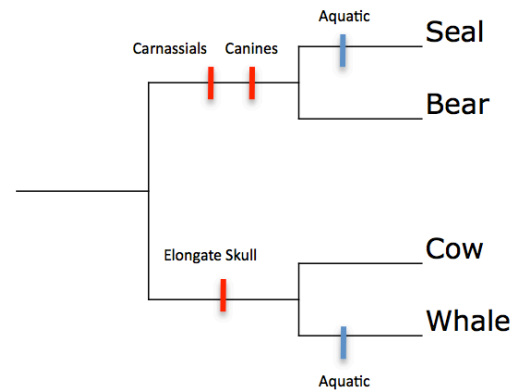 Aquatic
Seal
Carnassials Canines
Bear
Cow
Elongate Skull
Whale
Aquatic